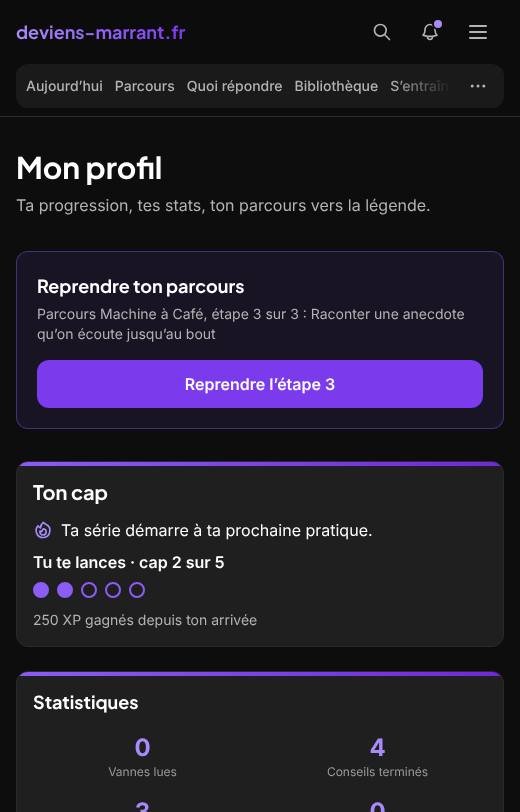 deviens-marrant.fr
Aujourd’hui Parcours Quoi répondre Bibliothèque
Mon profil
Ta progression, tes stats, ton parcours vers la légende.
Reprendre ton parcours
Parcours Machine à Café, étape 3 sur 3 : Raconter une anecdote
qu’on écoute jusqu’au bout
Reprendre l’étape 3
Ton cap
Ta série démarre à ta prochaine pratique.
Tu te lances · cap 2 sur 5
250 XP gagnés depuis ton arrivée
Statistiques
0 4
Vannes lues Conseils terminés